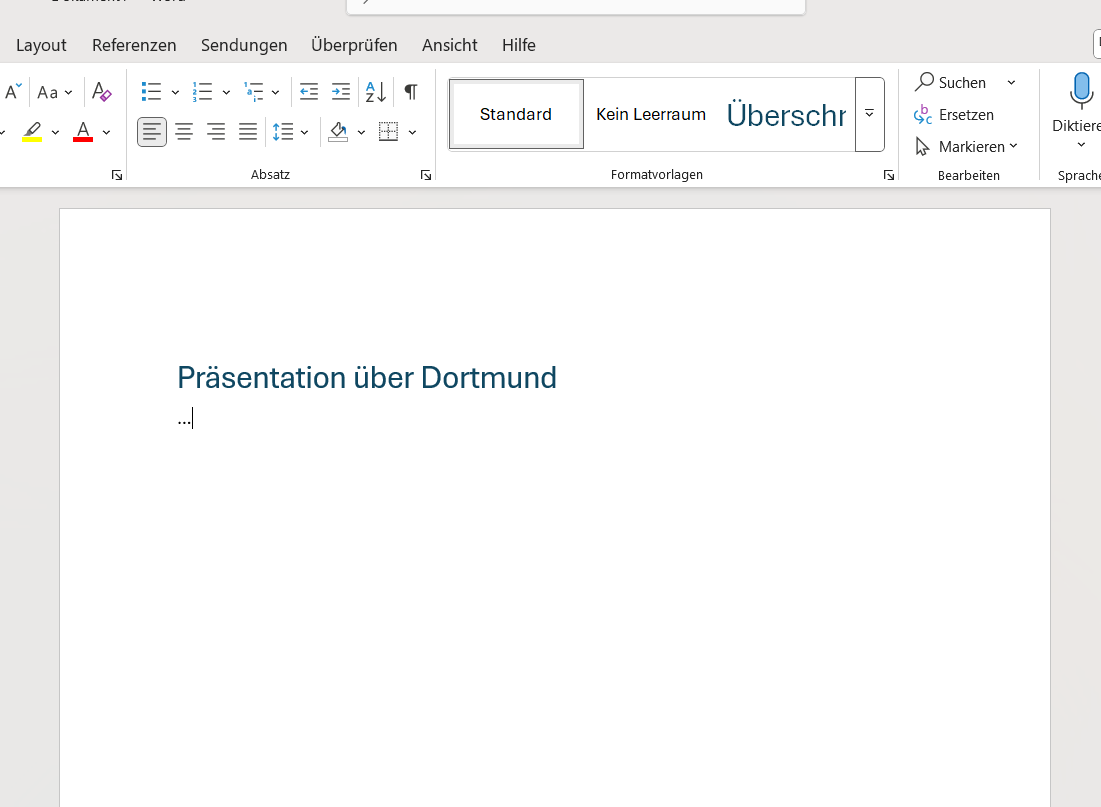 Layout Referenzen Sendungen Überprüfen Ansicht Hilfe
Aa
Suchen
Standard Kein Leerraum Überschr
Ersetzen
Diktiere
Markieren
Absatz Formatvorlagen Bearbeiten Sprache
Präsentation über Dortmund
...